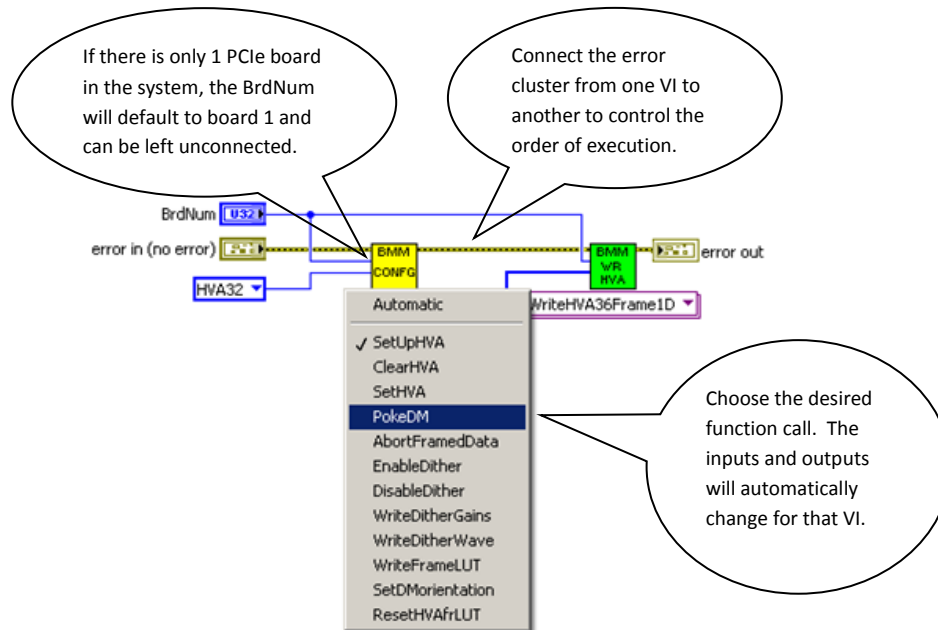 If there is only 1 PCIe board
in the system, the BrdNum
will default to board 1 and
can be left unconnected.
Connect the error
cluster from one VI to
another to control the
order of execution.
BrdNum U32
error in (no error)
BMM
CONFG
BMM
WR
HVA
error out
HVA32
WriteHVA36Frame1D
Automatic
SetUpHVA
ClearHVA
SetHVA
PokeDM
AbortFramedData
EnableDither
DisableDither
WriteDitherGains
WriteDitherWave
WriteFrameLUT
SetDMorientation
ResetHVAfrLUT
Choose the desired
function call.  The
inputs and outputs
will automatically
change for that VI.